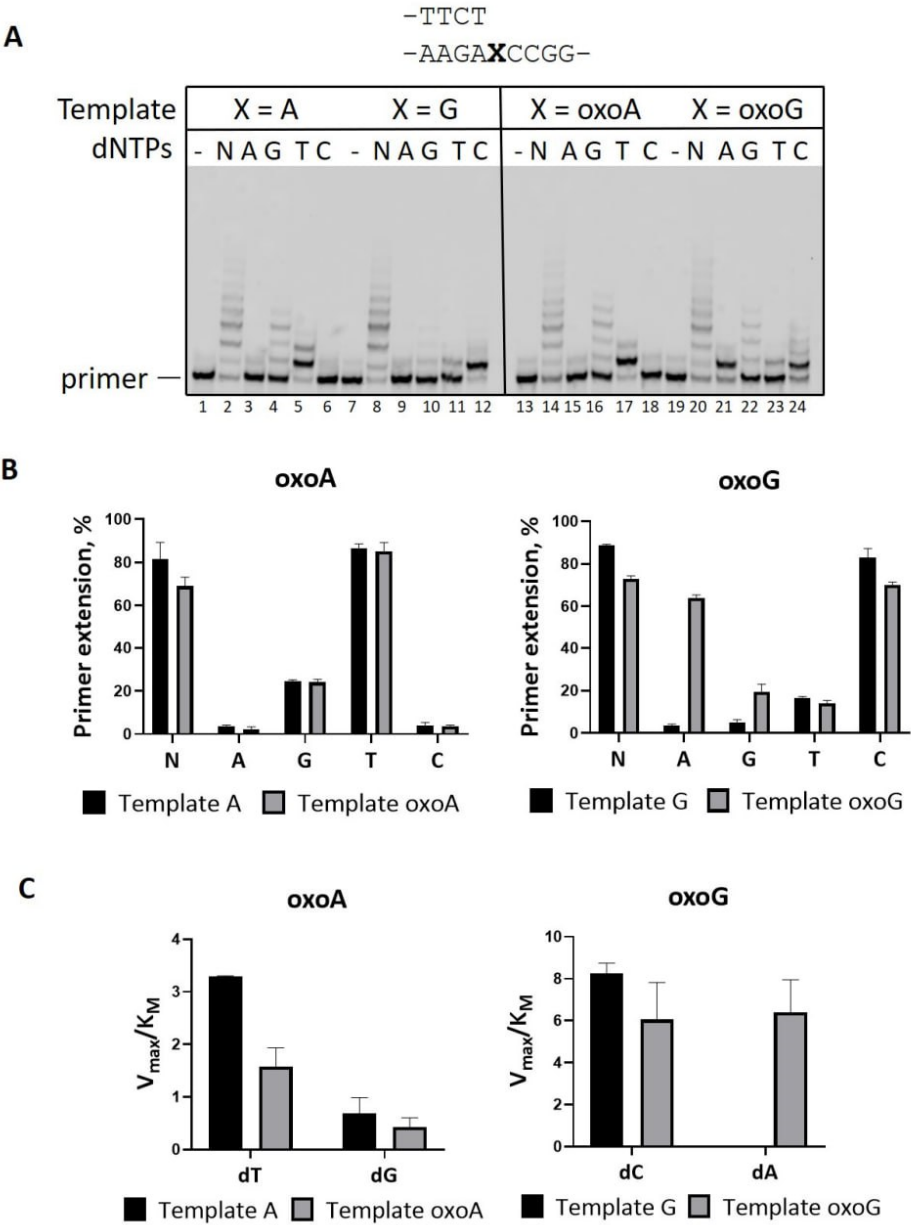 A
–TTCT
–AAGAXCCGG–
Template X = A X = G X = oxoA X = oxoG
dNTPs - N A G T C - N A G T C - N A G T C - N A G T C
primer
1 2 3 4 5 6 7 8 9 10 11 12 13 14 15 16 17 18 19 20 21 22 23 24
B
oxoA
Primer extension, %
100
80
60
40
20
0
N A G T C
Template A Template oxoA
oxoG
Primer extension, %
100
80
60
40
20
0
N A G T C
Template G Template oxoG
C
oxoA
Vmax/KM
4
3
2
1
0
dT dG
Template A Template oxoA
oxoG
Vmax/KM
10
8
6
4
2
0
dC dA
Template G Template oxoG